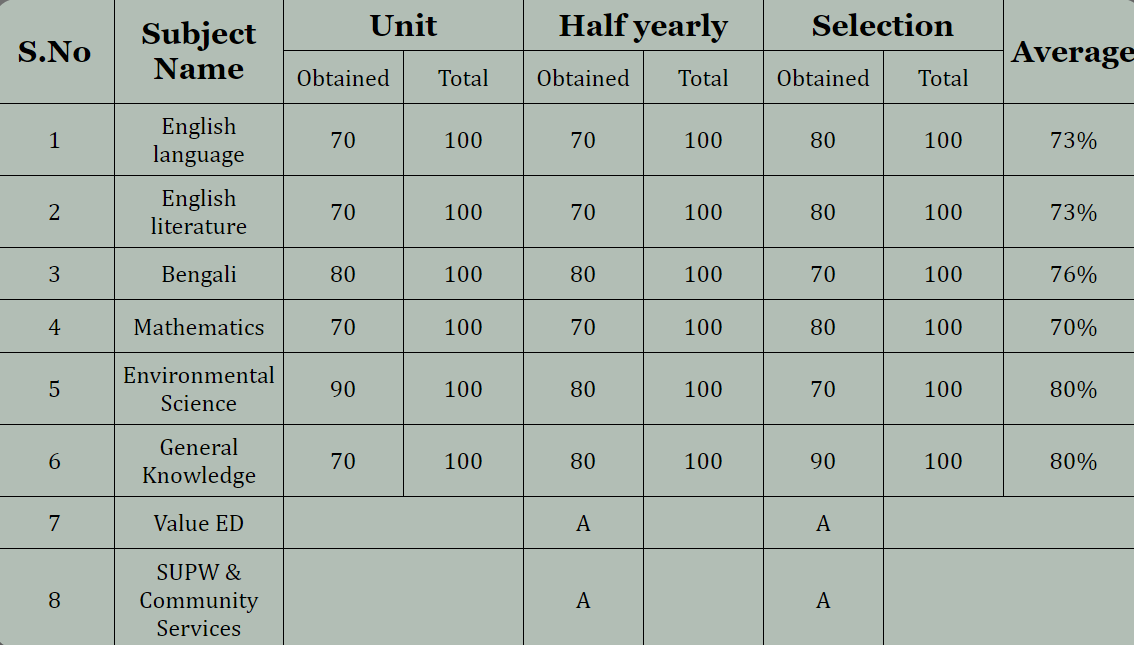 S.No Subject Name Unit Half yearly Selection Average
Obtained Total Obtained Total Obtained Total
1 English language 70 100 70 100 80 100 73%
2 English literature 70 100 70 100 80 100 73%
3 Bengali 80 100 80 100 70 100 76%
4 Mathematics 70 100 70 100 80 100 70%
5 Environmental Science 90 100 80 100 70 100 80%
6 General Knowledge 70 100 80 100 90 100 80%
7 Value ED A A
8 SUPW & Community Services A A